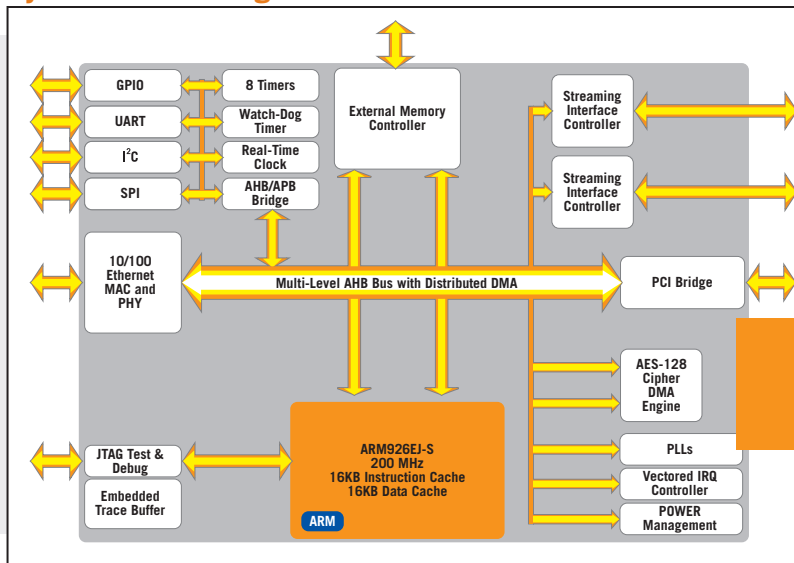 GPIO
UART
I²C
SPI
8 Timers
Watch-Dog
Timer
Real-Time
Clock
AHB/APB
Bridge
External Memory
Controller
Streaming
Interface
Controller
Streaming
Interface
Controller
10/100
Ethernet
MAC and
PHY
Multi-Level AHB Bus with Distributed DMA
PCI Bridge
AES-128
Cipher
DMA
Engine
JTAG Test &
Debug
Embedded
Trace Buffer
ARM926EJ-S
200 MHz
16KB Instruction Cache
16KB Data Cache
ARM
PLLs
Vectored IRQ
Controller
POWER
Management